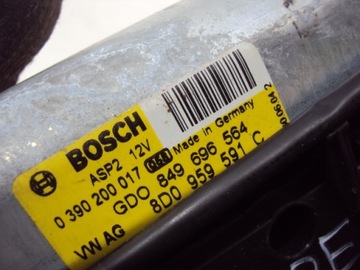 BOSCH
ASP2 12V
0 390 200 017 Made in Germany
GDO 849 696 564
8D0 959 591 C
VW AG